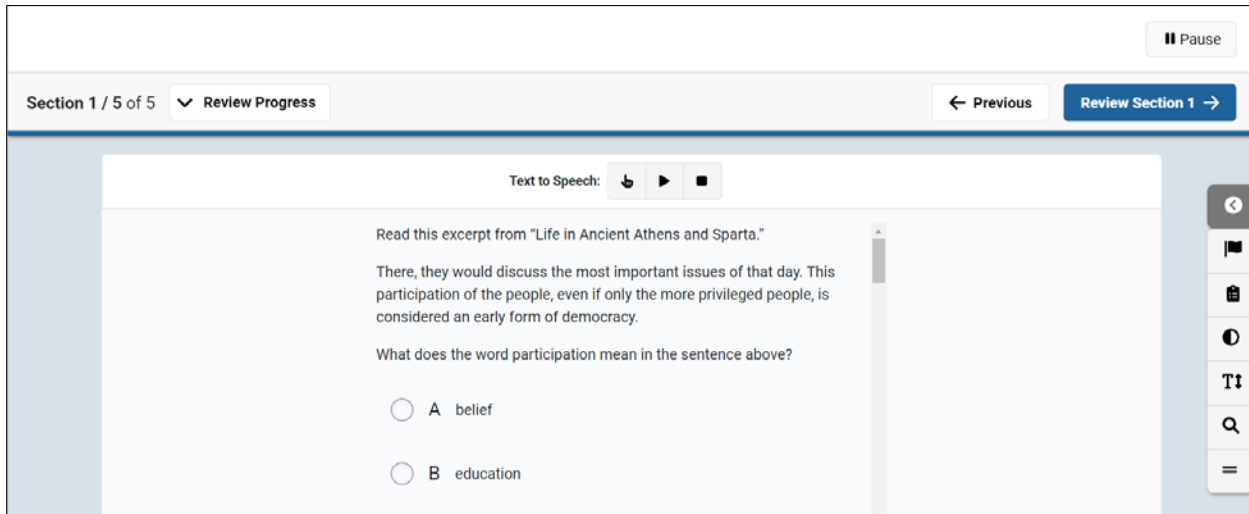 Pause
Section 1 / 5 of 5 Review Progress Previous Review Section 1
Text to Speech:
Read this excerpt from “Life in Ancient Athens and Sparta.”
There, they would discuss the most important issues of that day. This
participation of the people, even if only the more privileged people, is
considered an early form of democracy.
What does the word participation mean in the sentence above?
A belief
B education
T